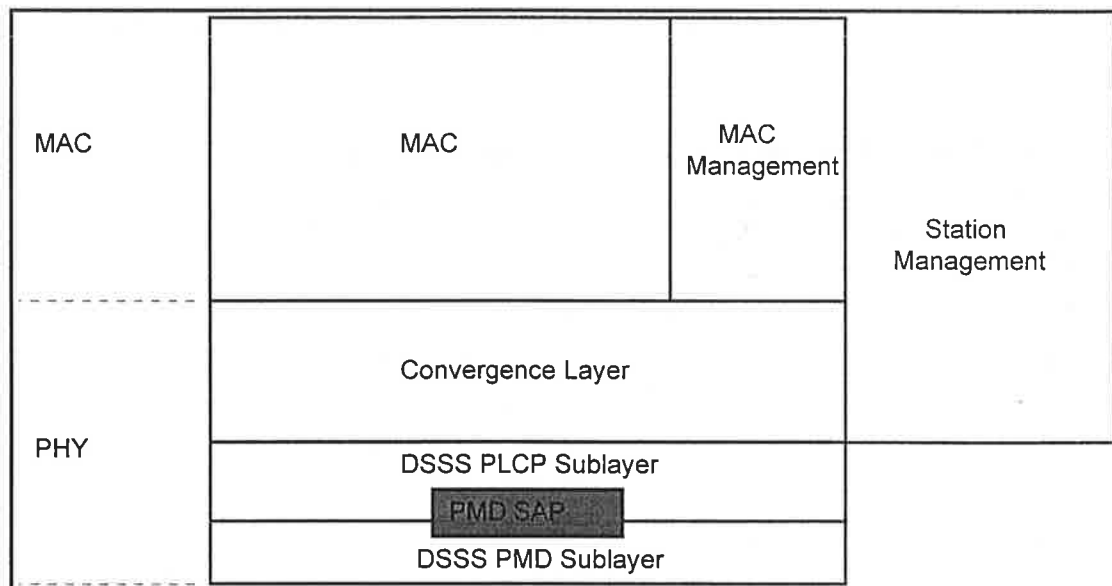 MAC
MAC
MAC
Management
Station
Management
Convergence Layer
PHY
DSSS PLCP Sublayer
PMD SAP
DSSS PMD Sublayer